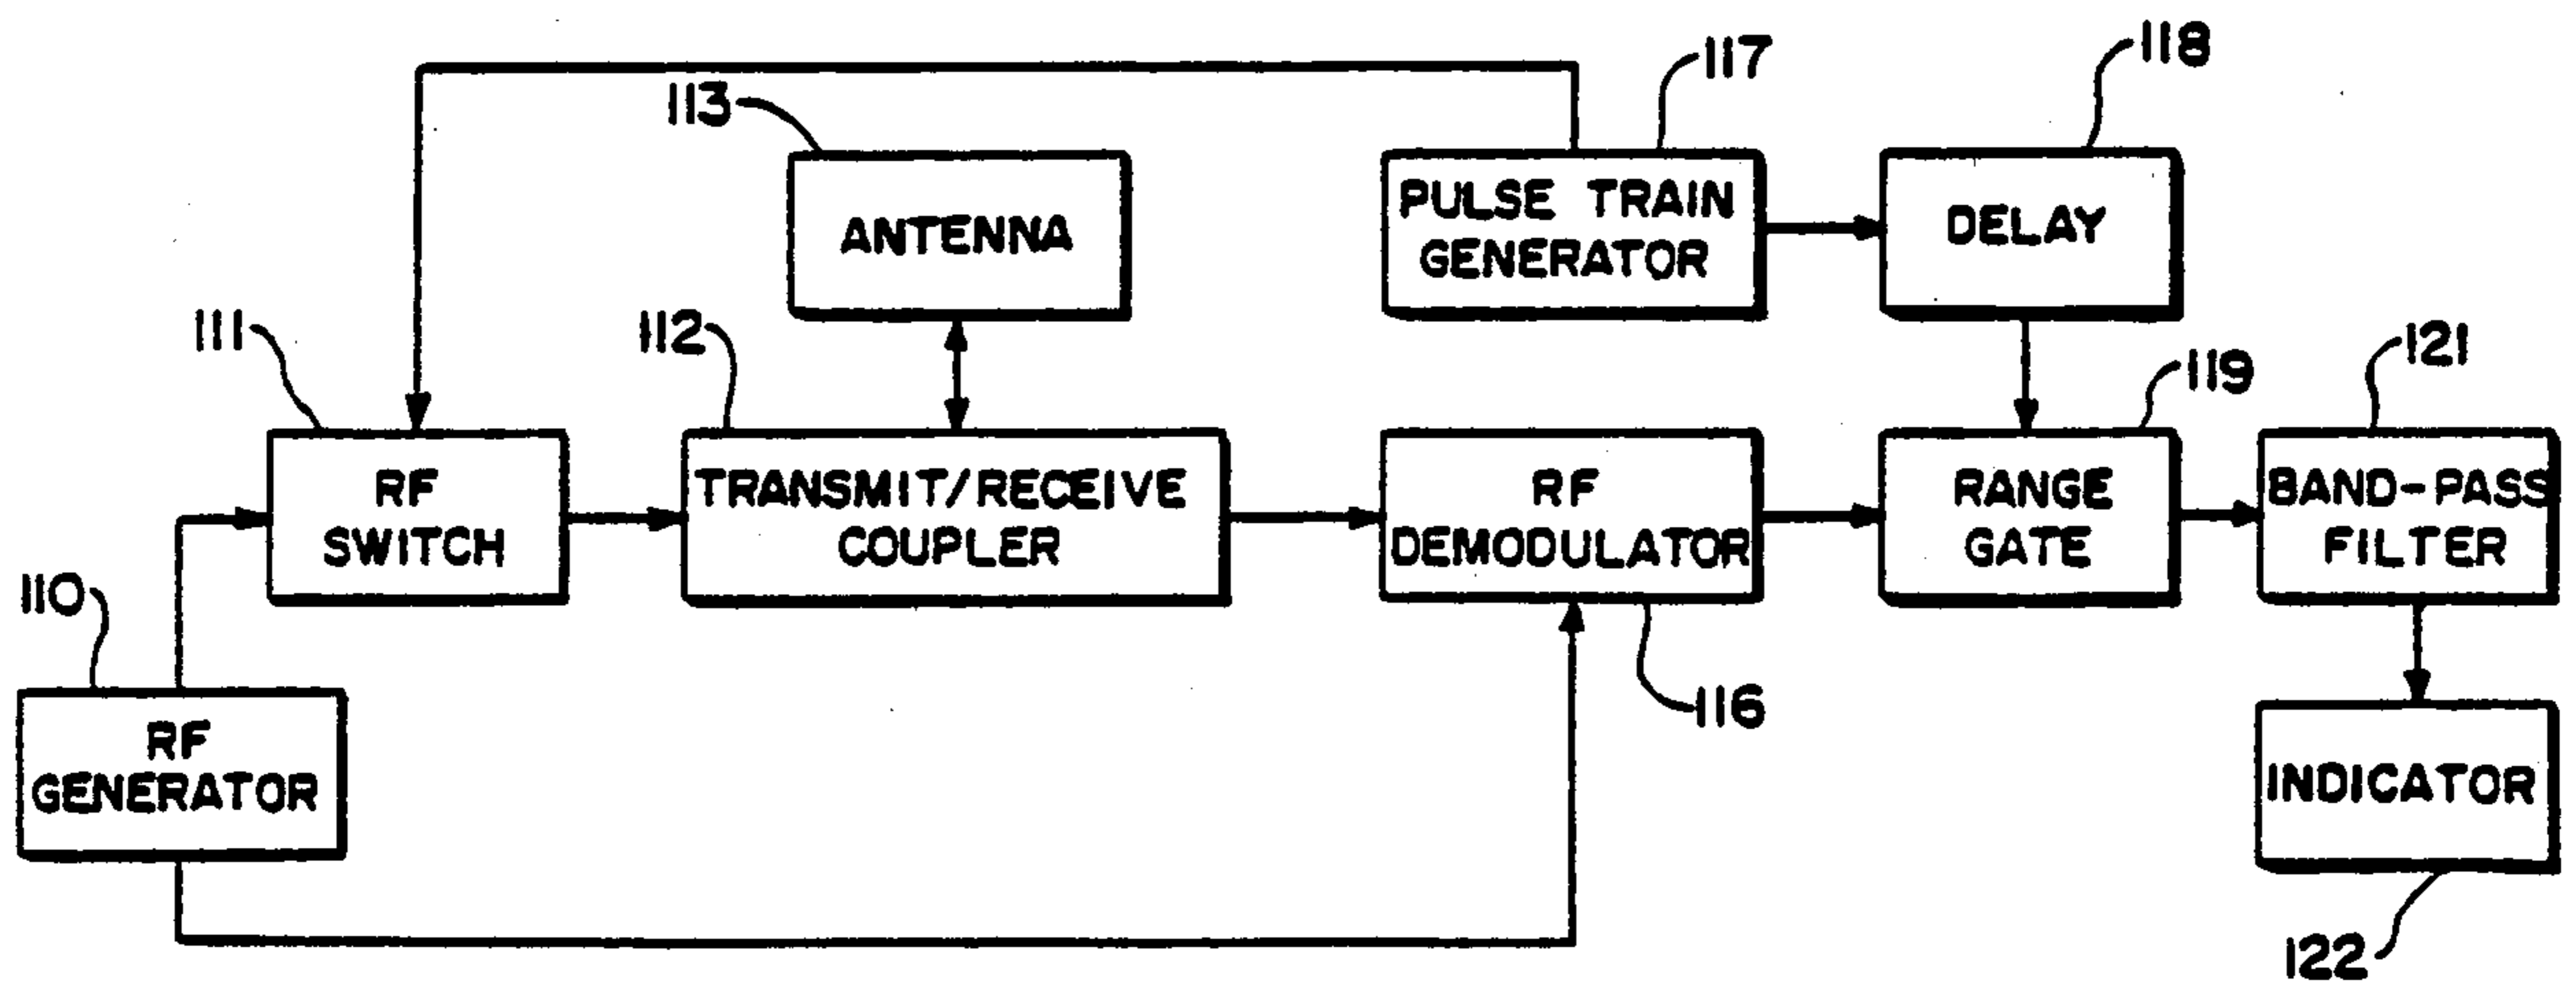 117
118
113
PULSE TRAIN
GENERATOR
DELAY
ANTENNA
111
112
119
121
RF
SWITCH
TRANSMIT/RECEIVE
COUPLER
RF
DEMODULATOR
RANGE
GATE
BAND-PASS
FILTER
110
116
RF
GENERATOR
INDICATOR
122